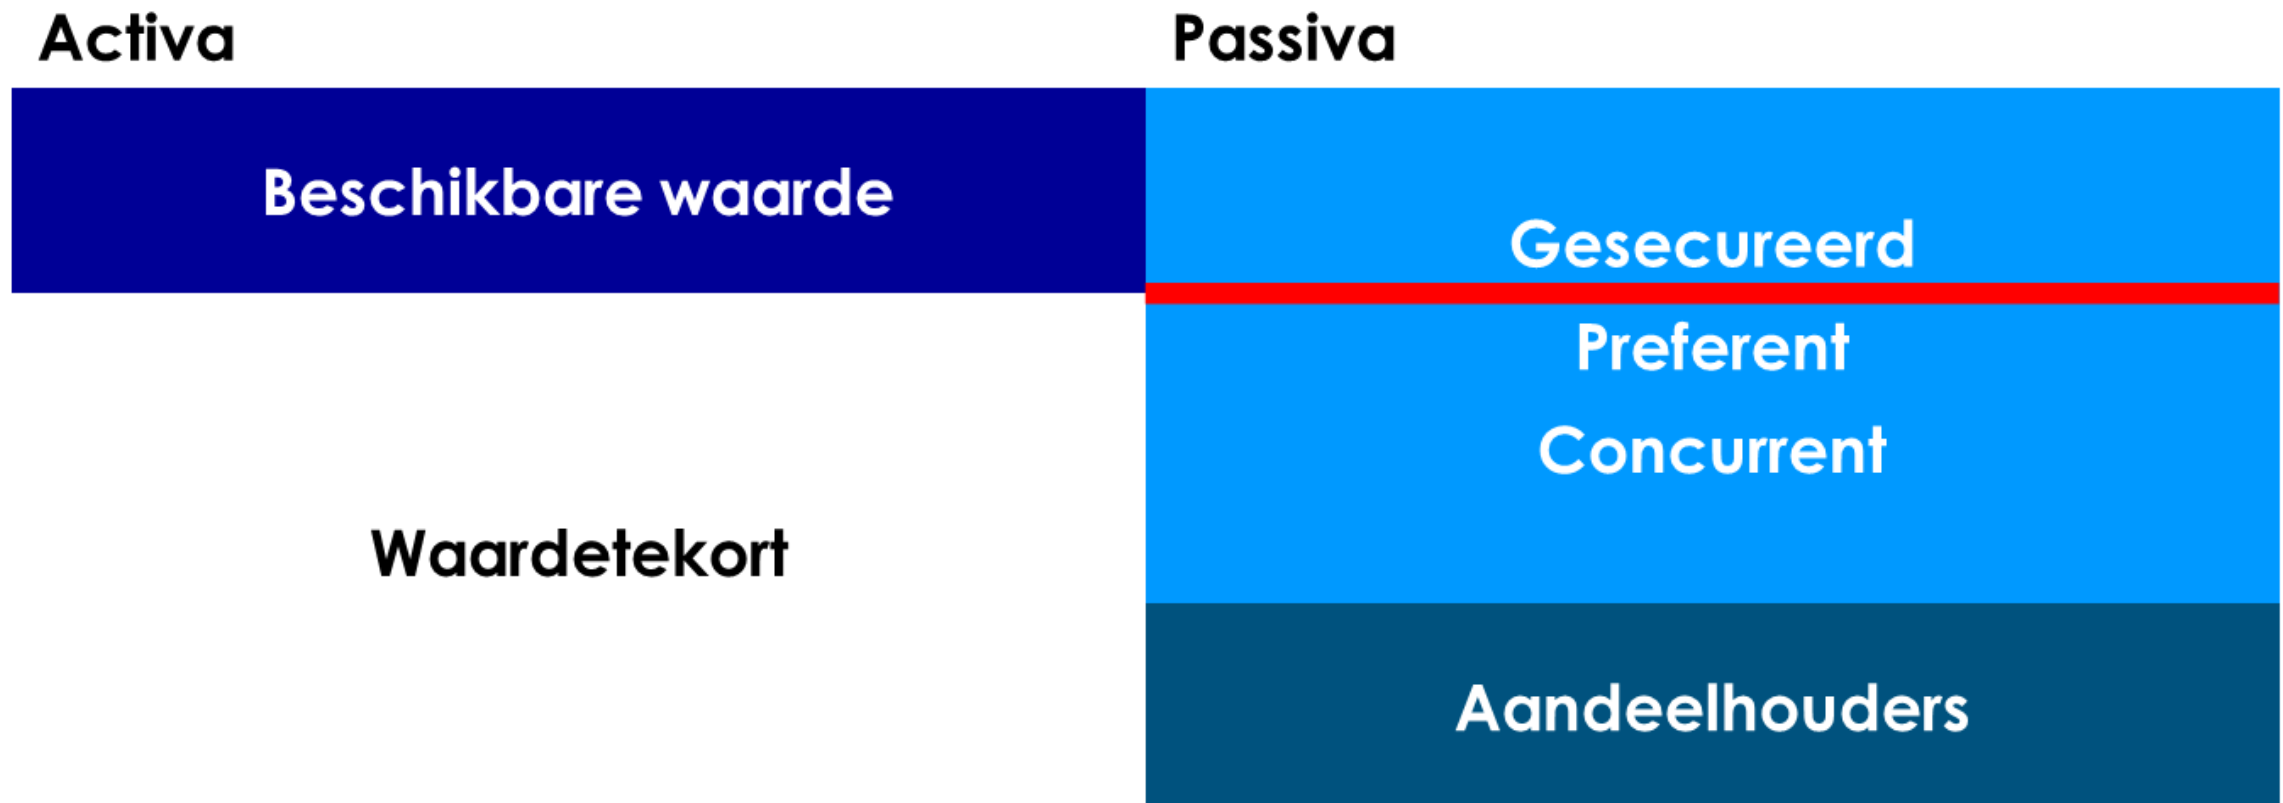 Activa
Passiva
Beschikbare waarde
Gesecureerd
Preferent
Concurrent
Waardetekort
Aandeelhouders